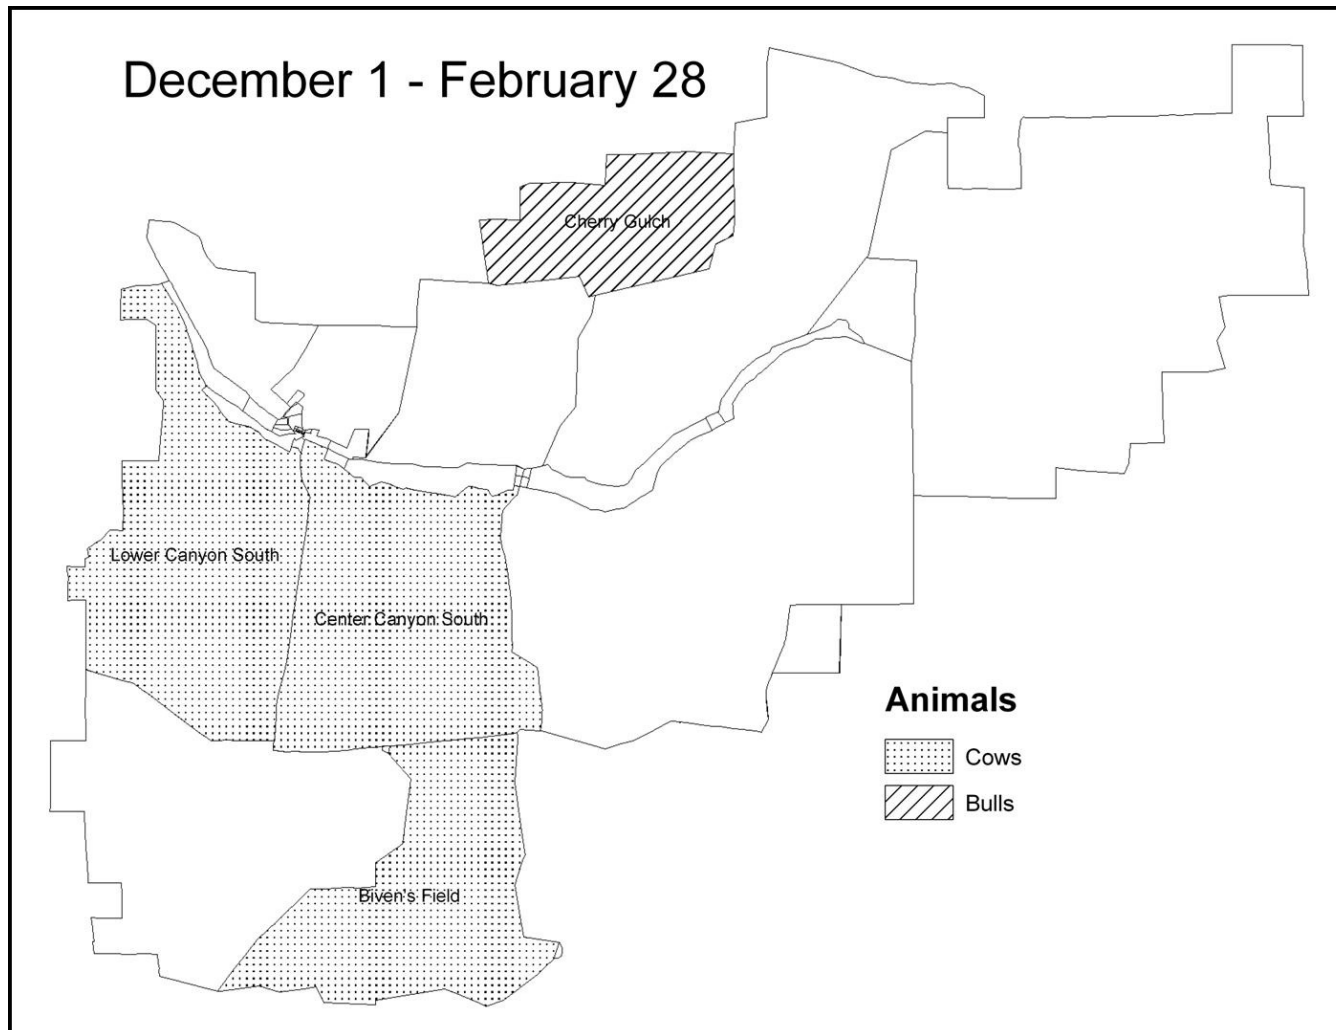 December 1 - February 28
Cherry Gulch
Lower Canyon South
Center Canyon South
Animals
Cows
Bulls
Biven's Field